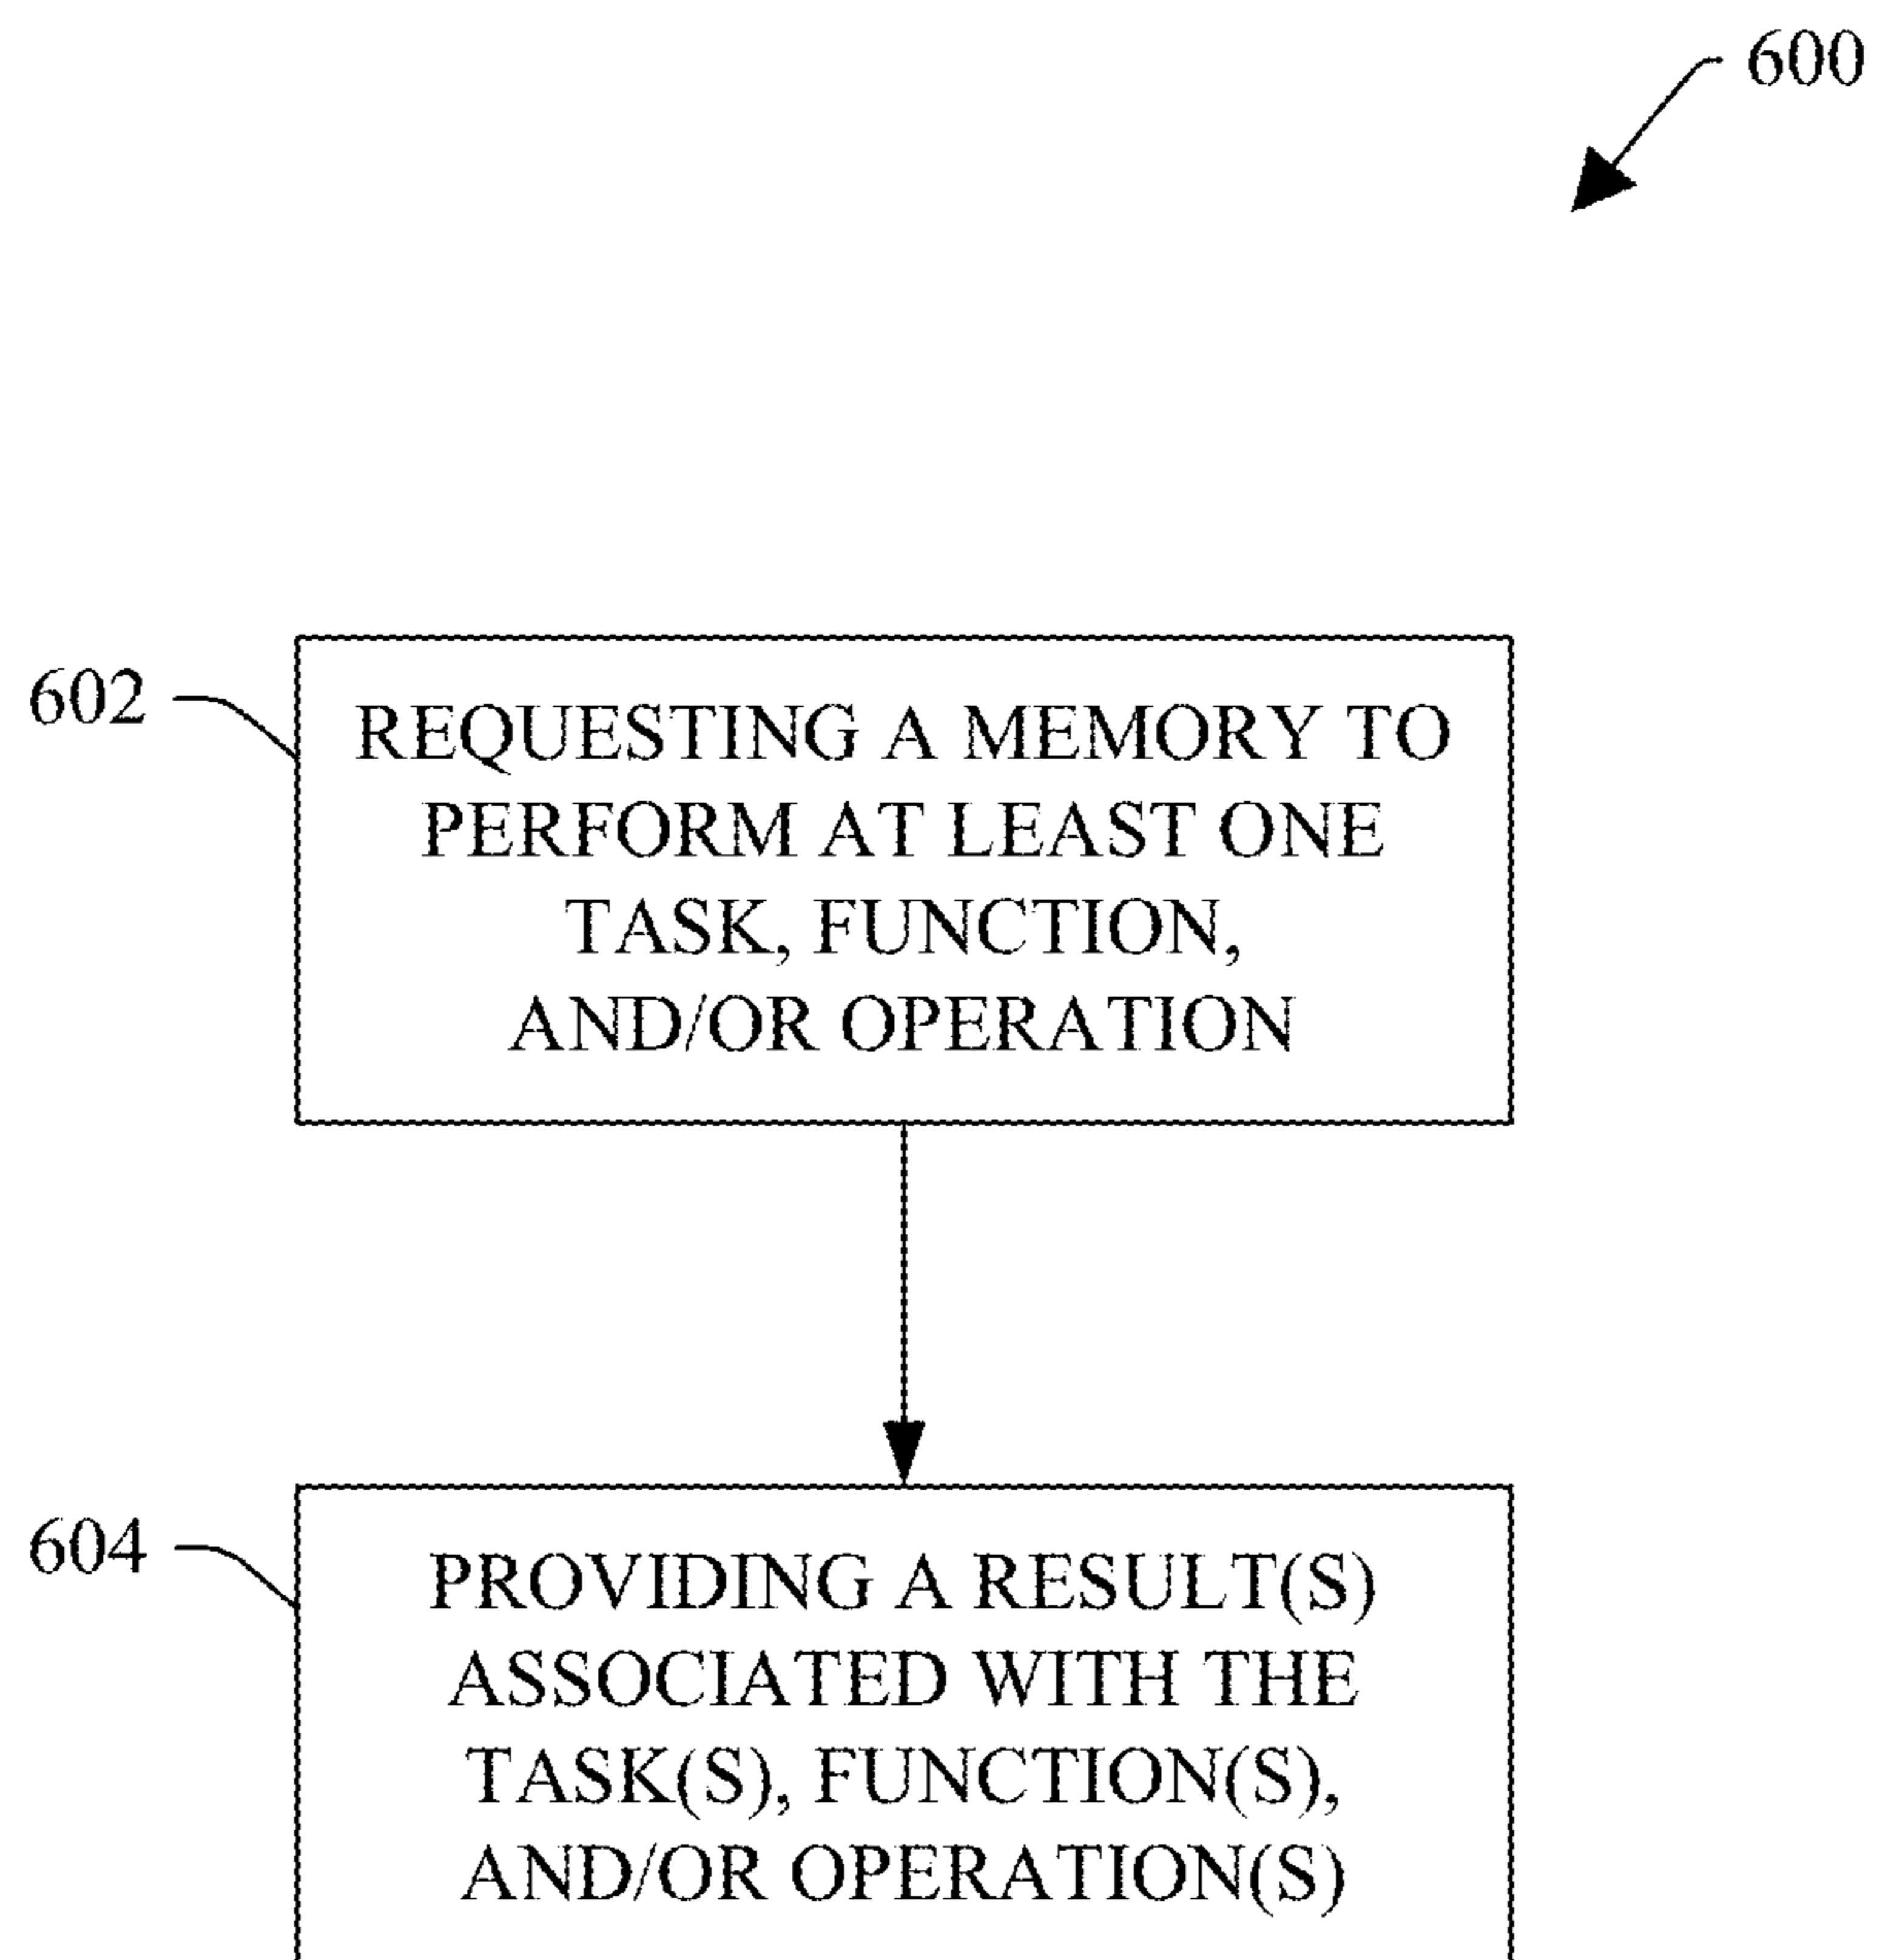 600
602
REQUESTING A MEMORY TO
PERFORM AT LEAST ONE
TASK, FUNCTION,
AND/OR OPERATION
604
PROVIDING A RESULT(S)
ASSOCIATED WITH THE
TASK(S), FUNCTION(S),
AND/OR OPERATION(S)